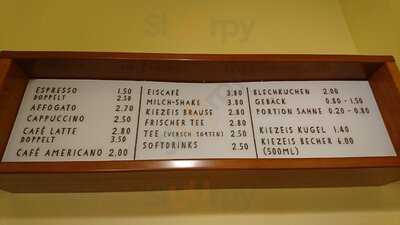 ESPRESSO 1.50
DOPPELT 2.50
AFFOGATO 2.70
CAPPUCCINO 2.50
CAFÉ LATTE 2.80
DOPPELT 3.50
CAFÉ AMERICANO 2.00
EISCAFÉ 3.80
MILCH-SHAKE 3.80
KIEZEIS BRAUSE 2.80
FRISCHER TEE 2.80
TEE (VERSCH. SORTEN) 2.50
SOFTDRINKS 2.50
BLECHKUCHEN 2.00
GEBÄCK 0.80 - 1.50
PORTION SAHNE 0.20 - 0.80
KIEZEIS KUGEL 1.40
KIEZEIS BECHER 6.00
(500ML)